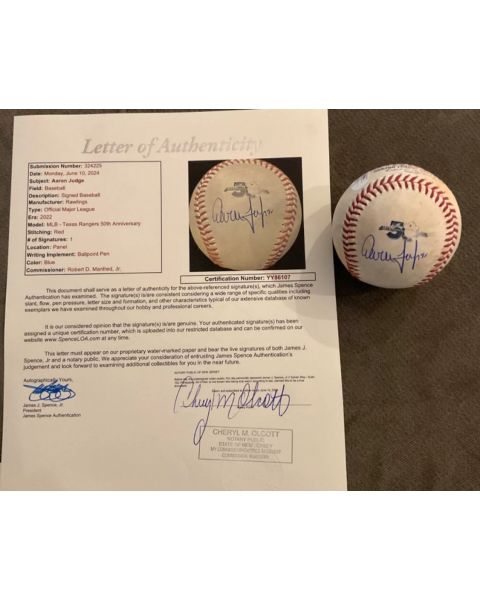 Letter of Authenticity
Submission Number: 324225
Date: Monday, June 10, 2024
Subject: Aaron Judge
Field: Baseball
Description: Signed Baseball
Manufacturer: Rawlings
Type: Official Major League
Era: 2022
Model: MLB - Texas Rangers 50th Anniversary
Stitching: Red
# of Signatures: 1
Location: Panel
Writing Implement: Ballpoint Pen
Color: Blue
Commissioner: Robert D. Manfred, Jr.
Certification Number: YY86107
This document shall serve as a letter of authenticity for the above-referenced signature(s), which James Spence
Authentication has examined. The signature(s) is/are consistent considering a wide range of specific qualities including
slant, flow, pen pressure, letter size and formation, and other characteristics typical of our extensive database of known
exemplars we have examined throughout our hobby and professional careers.
It is our considered opinion that the signature(s) is/are genuine. Your authenticated signature(s) has been
assigned a unique certification number, which is uploaded into our restricted database and can be confirmed on our
website www.SpenceLOA.com at any time.
This letter must appear on our proprietary water-marked paper and bear the live signatures of both James J.
Spence, Jr and a notary public. We appreciate your consideration of entrusting James Spence Authentication's judgement
and look forward to examining additional collectibles for you in the near future.
Autographically Yours,
James J. Spence, Jr.
President
James Spence Authentication
NOTARY PUBLIC OF NEW JERSEY
Cheryl M Olcott
CHERYL M. OLCOTT
NOTARY PUBLIC
STATE OF NEW JERSEY